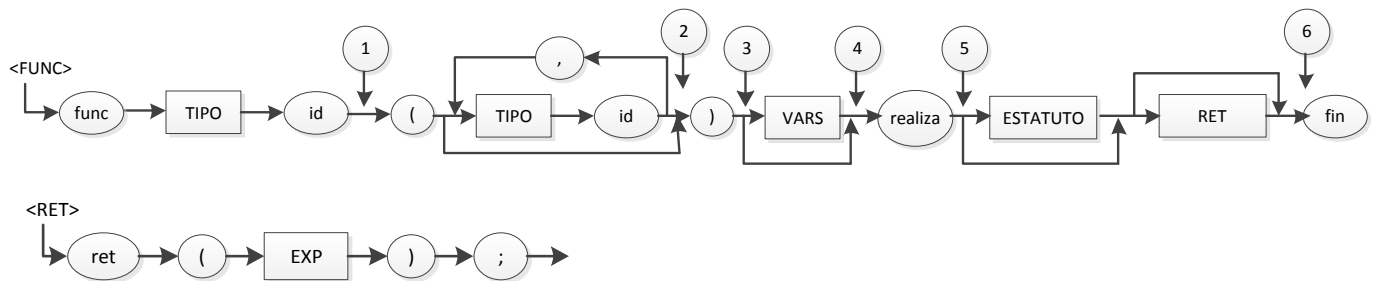 1
2
3
4
5
6
,
<FUNC>
func
TIPO
id
(
TIPO
id
)
VARS
realiza
ESTATUTO
RET
fin
<RET>
ret
(
EXP
)
;